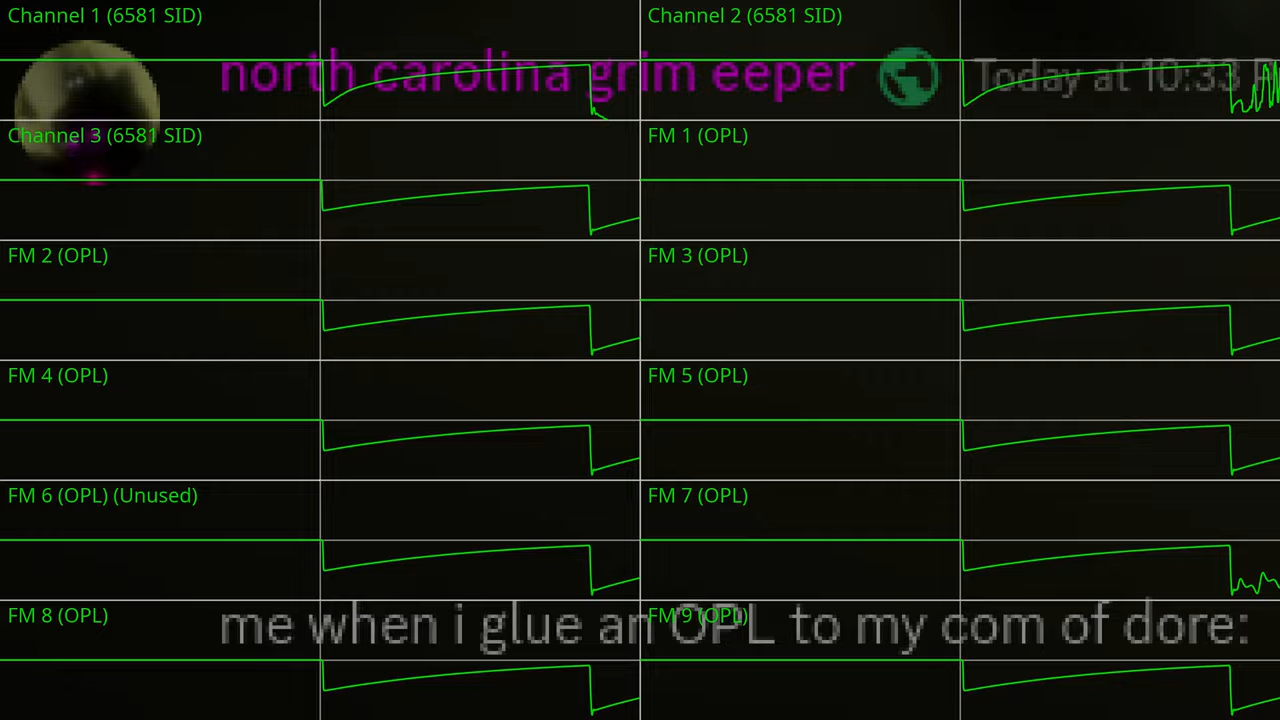 Channel 1 (6581 SID)
Channel 2 (6581 SID)
north carolina grim eeper
Today at 10:33
Channel 3 (6581 SID)
FM 1 (OPL)
FM 2 (OPL)
FM 3 (OPL)
FM 4 (OPL)
FM 5 (OPL)
FM 6 (OPL) (Unused)
FM 7 (OPL)
FM 8 (OPL)
FM 9 (OPL)
me when i glue an OPL to my com of dore: